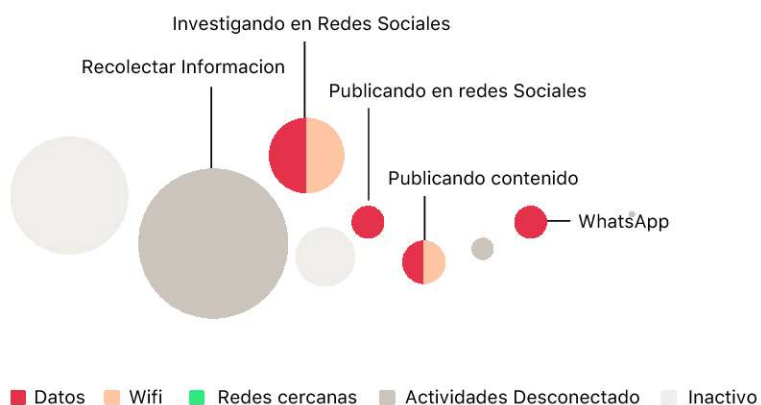 Investigando en Redes Sociales
Recolectar Informacion
Publicando en redes Sociales
Publicando contenido
WhatsApp
Datos
Wifi
Redes cercanas
Actividades Desconectado
Inactivo